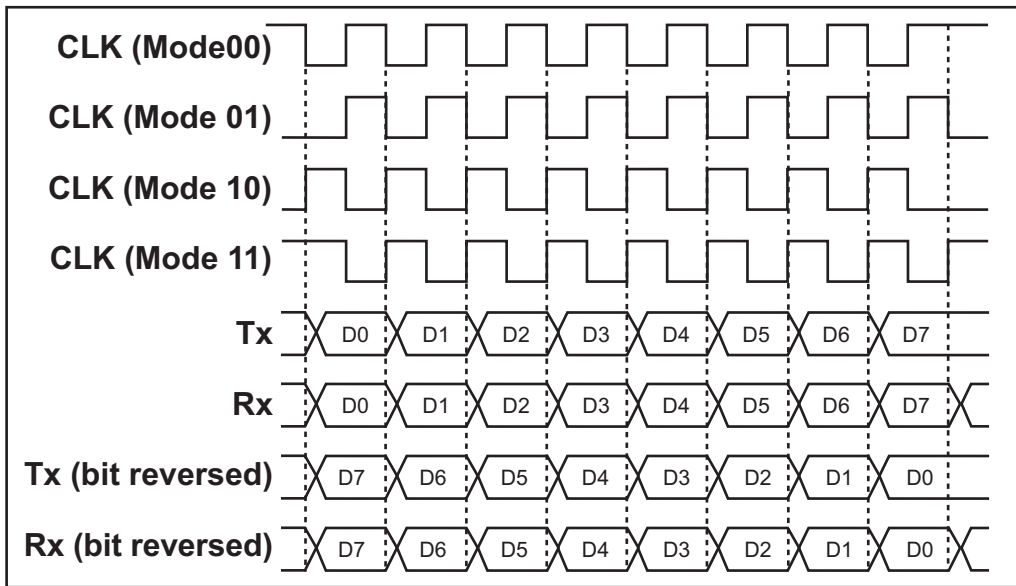 CLK (Mode00)
CLK (Mode 01)
CLK (Mode 10)
CLK (Mode 11)
Tx D0 D1 D2 D3 D4 D5 D6 D7
Rx D0 D1 D2 D3 D4 D5 D6 D7
Tx (bit reversed) D7 D6 D5 D4 D3 D2 D1 D0
Rx (bit reversed) D7 D6 D5 D4 D3 D2 D1 D0